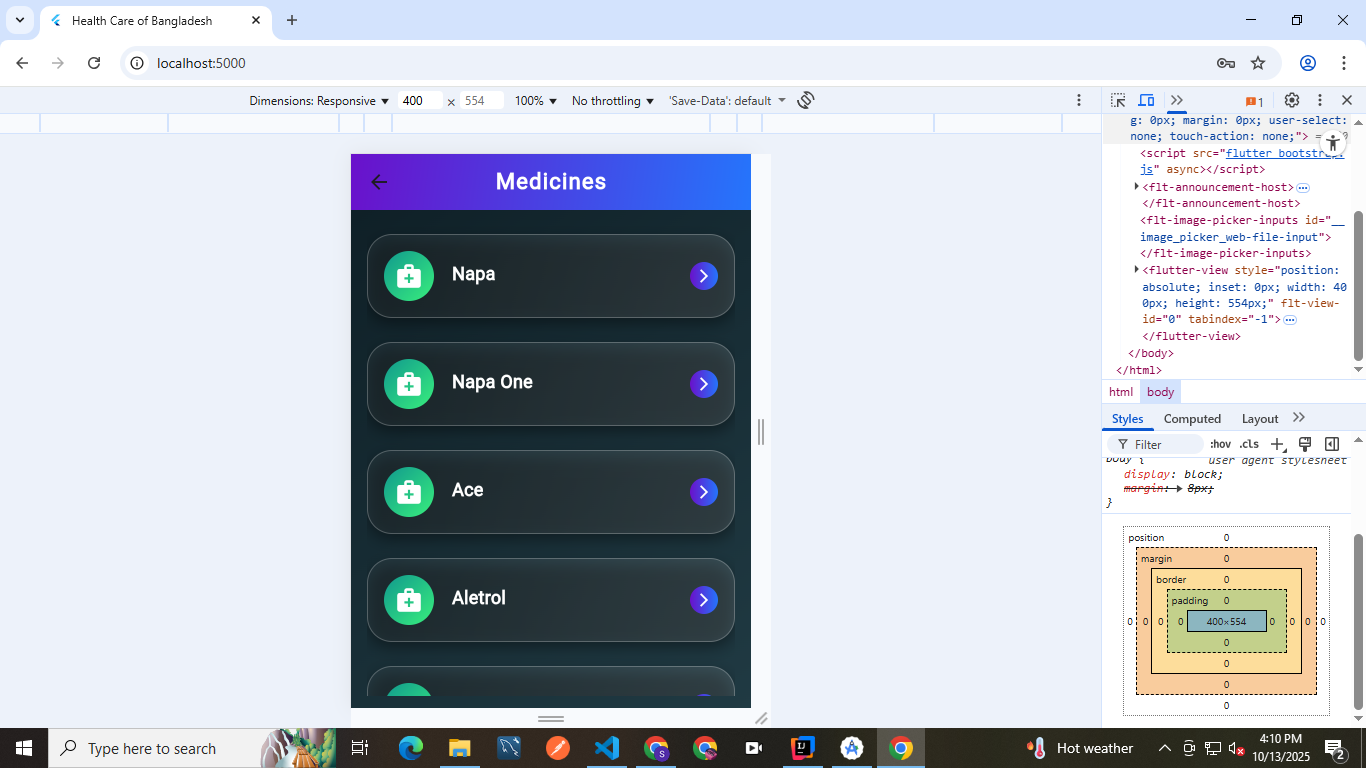 Health Care of Bangladesh
localhost:5000
Dimensions: Responsive 400 × 554 100% No throttling 'Save-Data': default
1
g: 0px; margin: 0px; user-select:
none; touch-action: none;">
<script src="flutter_bootstrap.
js" async></script>
<flt-announcement-host>
</flt-announcement-host>
<flt-image-picker-inputs id="__
image_picker_web-file-input">
</flt-image-picker-inputs>
<flutter-view style="position:
absolute; inset: 0px; width: 40
0px; height: 554px;" flt-view-
id="0" tabindex="-1">
</flutter-view>
</body>
</html>
html body
Styles Computed Layout
Filter :hov .cls
body { user agent stylesheet
display: block;
margin: 8px;
}
position 0
margin 0
border 0
padding 0
0 0 0 0 400×554 0 0 0 0
0
0
0
0
Medicines
Napa
Napa One
Ace
Aletrol
Type here to search
S
Hot weather
4:10 PM
10/13/2025
2